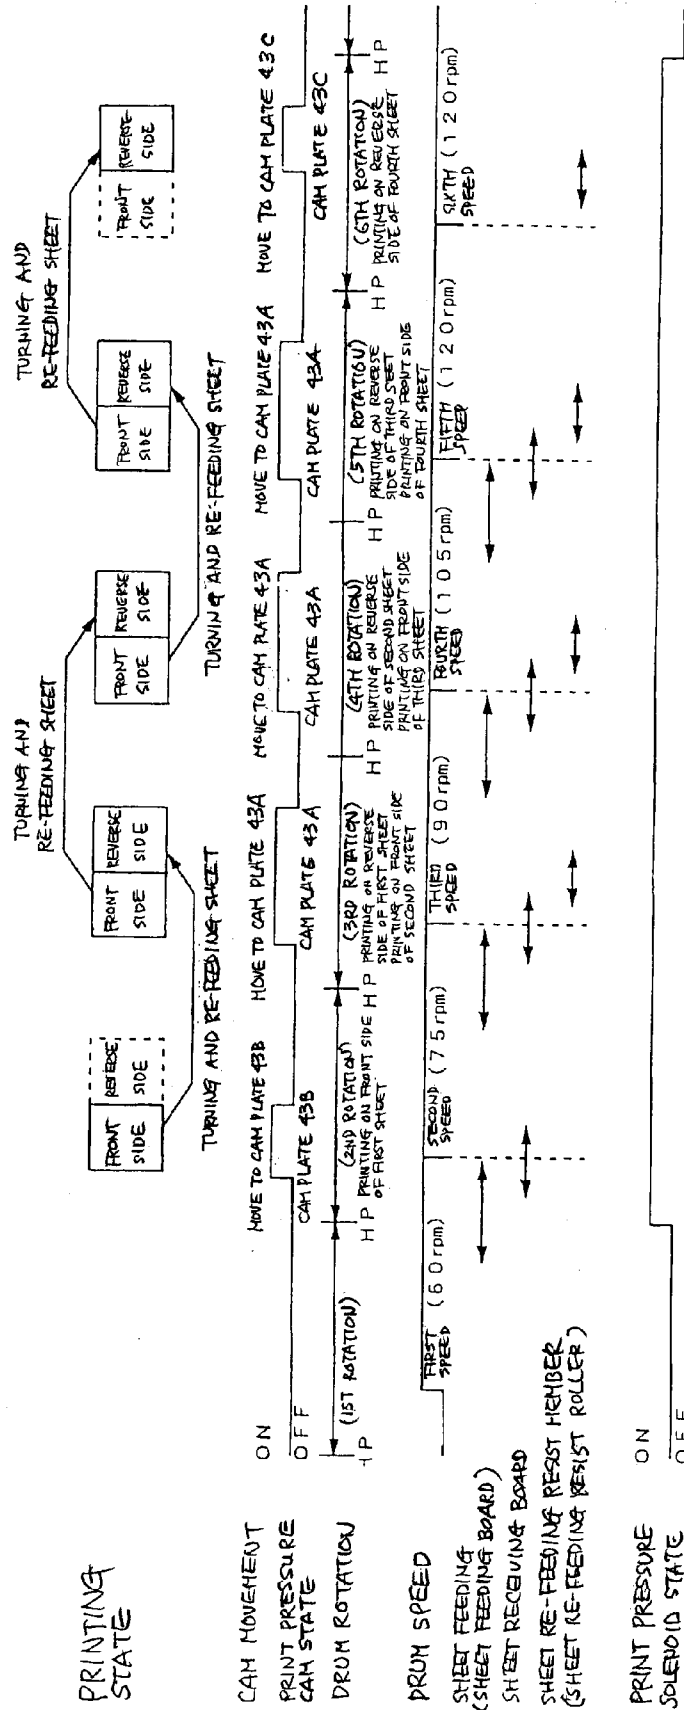 PRINTING
STATE
FRONT
SIDE
REVERSE
SIDE
FRONT
SIDE
REVERSE
SIDE
FRONT
SIDE
REVERSE
SIDE
FRONT
SIDE
REVERSE
SIDE
FRONT
SIDE
REVERSE
SIDE
TURNING AND
RE-FEEDING SHEET
TURNING AND
RE-FEEDING SHEET
TURNING AND RE-FEEDING SHEET
TURNING AND RE-FEEDING SHEET
CAM MOVEMENT
MOVE TO CAM PLATE 43B
MOVE TO CAM PLATE 43A
MOVE TO CAM PLATE 43A
MOVE TO CAM PLATE 43A
MOVE TO CAM PLATE 43C
PRINT PRESSURE
CAM STATE
ON
OFF
CAM PLATE 43B
CAM PLATE 43A
CAM PLATE 43A
CAM PLATE 43A
CAM PLATE 43C
DRUM ROTATION
HP
(1ST ROTATION)
HP
(2ND ROTATION)
PRINTING ON FRONT SIDE
OF FIRST SHEET
HP
(3RD ROTATION)
PRINTING ON REVERSE
SIDE OF FIRST SHEET
PRINTING ON FRONT SIDE
OF SECOND SHEET
HP
(4TH ROTATION)
PRINTING ON REVERSE
SIDE OF SECOND SHEET
PRINTING ON FRONT SIDE
OF THIRD SHEET
HP
(5TH ROTATION)
PRINTING ON REVERSE
SIDE OF THIRD SEET
PRINTING ON FRONT SIDE
OF FOURTH SHEET
HP
(6TH ROTATION)
PRINTING ON REVERSE
SIDE OF FOURTH SHEET
HP
DRUM SPEED
FIRST (60rpm)
SPEED
SECOND (75rpm)
SPEED
THIRD (90rpm)
SPEED
FOURTH (105rpm)
SPEED
FIFTH (120rpm)
SPEED
SIXTH (120rpm)
SPEED
SHEET FEEDING
(SHEET FEEDING BOARD)
SHEET RECEIVING BOARD
SHEET RE-FEEDING RESIST MEMBER
(SHEET RE-FEEDING RESIST ROLLER)
PRINT PRESSURE
SOLENOID STATE
ON
OFF